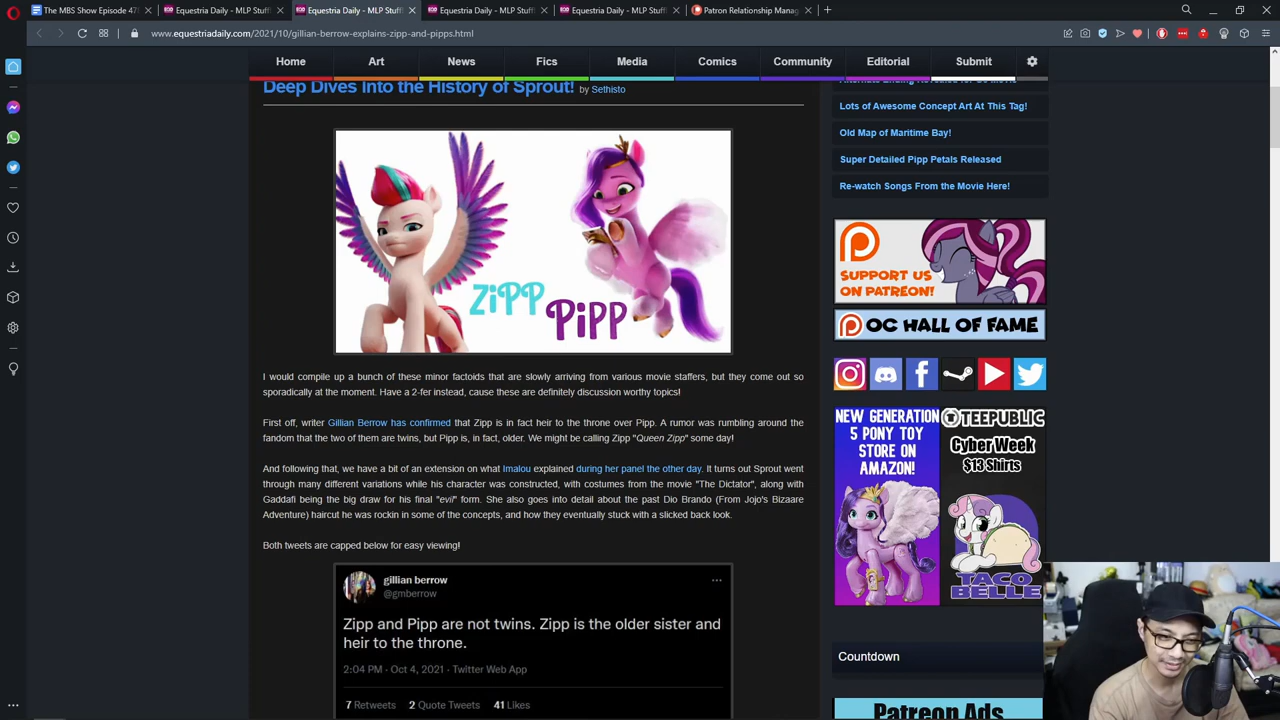 The MBS Show Episode 47
Equestria Daily - MLP Stuff!
Equestria Daily - MLP Stuff!
Equestria Daily - MLP Stuff!
Equestria Daily - MLP Stuff!
Patron Relationship Mana
www.equestriadaily.com/2021/10/gillian-berrow-explains-zipp-and-pipps.html
Home
Art
News
Fics
Media
Comics
Community
Editorial
Submit
Deep Dives Into the History of Sprout! by Sethisto
Zipp
Pipp
I would compile up a bunch of these minor factoids that are slowly arriving from various movie staffers, but they come out so
sporadically at the moment. Have a 2-fer instead, cause these are definitely discussion worthy topics!
First off, writer Gillian Berrow has confirmed that Zipp is in fact heir to the throne over Pipp. A rumor was rumbling around the
fandom that the two of them are twins, but Pipp is, in fact, older. We might be calling Zipp "Queen Zipp" some day!
And following that, we have a bit of an extension on what Imalou explained during her panel the other day. It turns out Sprout went
through many different variations while his character was constructed, with costumes from the movie "The Dictator", along with
Gaddafi being the big draw for his final "evil" form. She also goes into detail about the past Dio Brando (From Jojo's Bizaare
Adventure) haircut he was rockin in some of the concepts, and how they eventually stuck with a slicked back look.
Both tweets are capped below for easy viewing!
gillian berrow
@gmberrow
Zipp and Pipp are not twins. Zipp is the older sister and
heir to the throne.
2:04 PM · Oct 4, 2021 · Twitter Web App
7 Retweets 2 Quote Tweets 41 Likes
Lots of Awesome Concept Art At This Tag!
Old Map of Maritime Bay!
Super Detailed Pipp Petals Released
Re-watch Songs From the Movie Here!
SUPPORT US
ON PATREON!
OC HALL OF FAME
NEW GENERATION
5 PONY TOY
STORE ON
AMAZON!
TEEPUBLIC
Cyber Week
$13 Shirts
TACO
BELLE
Countdown
Patreon Ads